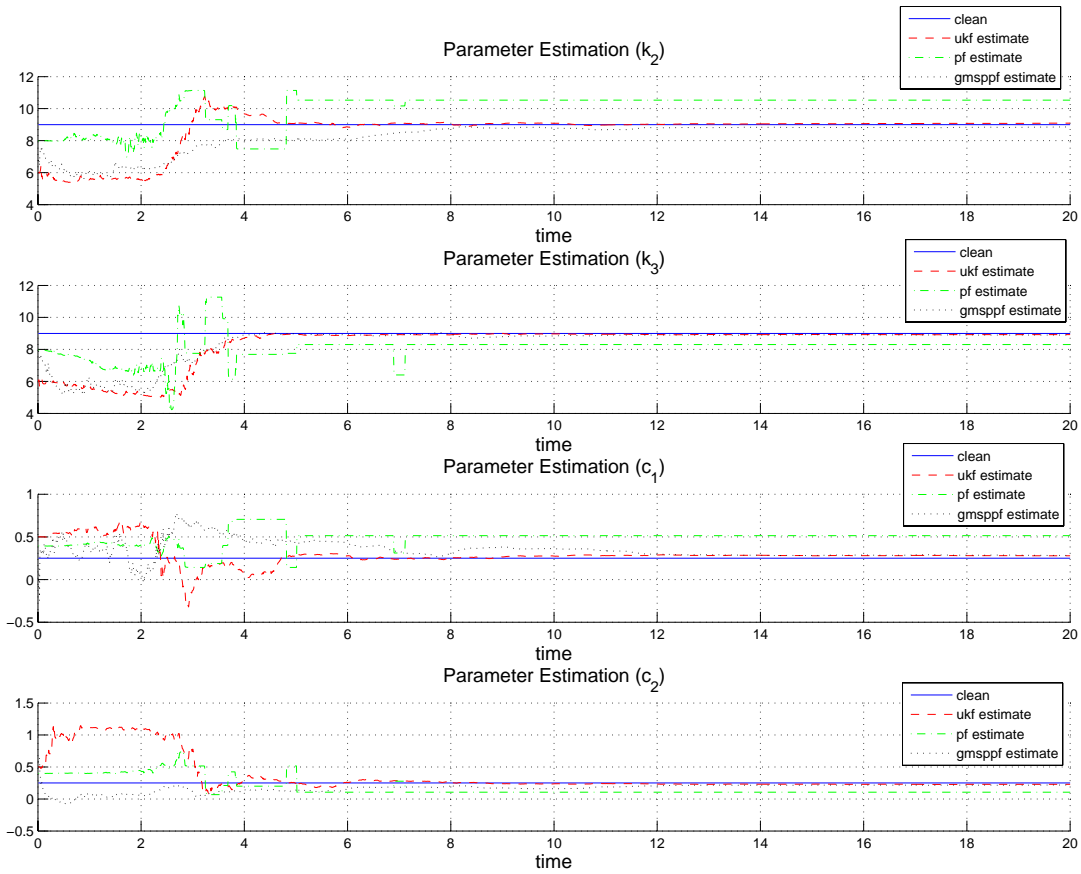 Parameter Estimation (k2)
clean
ukf estimate
pf estimate
gmsppf estimate
12
10
8
6
4
0 2 4 6 8 10 12 14 16 18 20
time
Parameter Estimation (k3)
clean
ukf estimate
pf estimate
gmsppf estimate
12
10
8
6
4
0 2 4 6 8 10 12 14 16 18 20
time
Parameter Estimation (c1)
clean
ukf estimate
pf estimate
gmsppf estimate
1
0.5
0
−0.5
0 2 4 6 8 10 12 14 16 18 20
time
Parameter Estimation (c2)
clean
ukf estimate
pf estimate
gmsppf estimate
1.5
1
0.5
0
−0.5
0 2 4 6 8 10 12 14 16 18 20
time